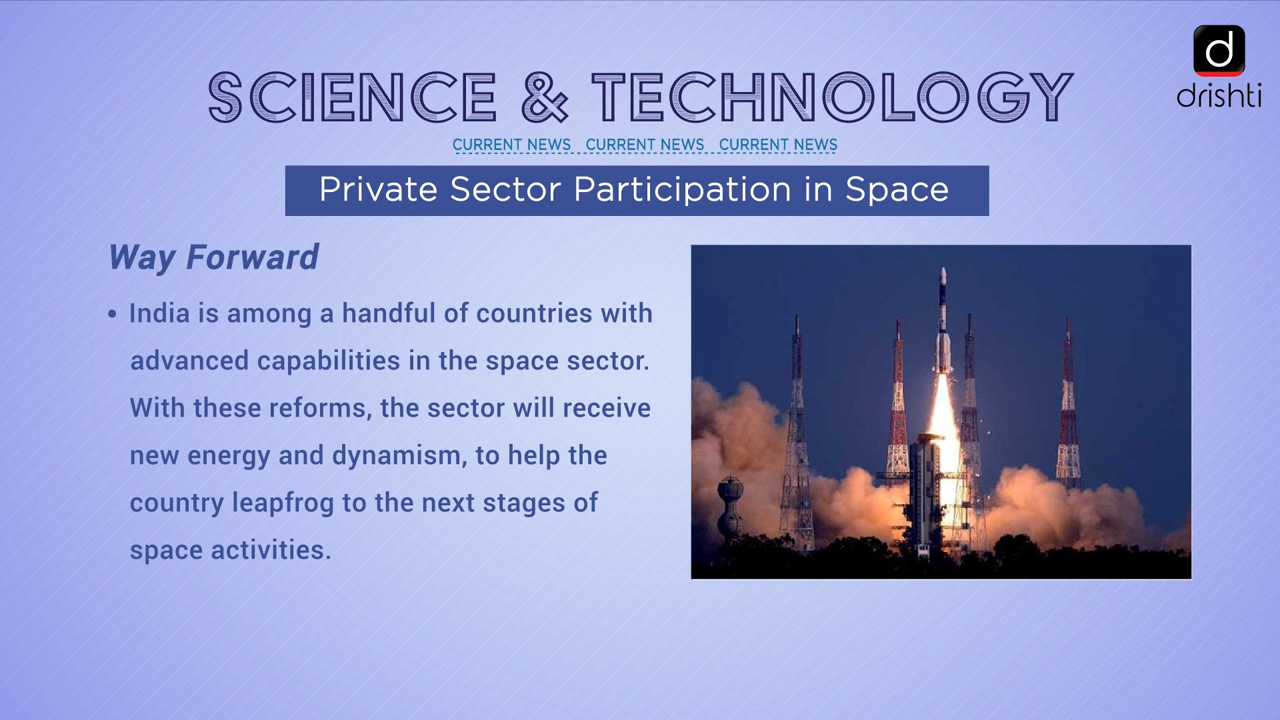 d
drishti
SCIENCE & TECHNOLOGY
CURRENT NEWS CURRENT NEWS CURRENT NEWS
Private Sector Participation in Space
Way Forward
• India is among a handful of countries with
advanced capabilities in the space sector.
With these reforms, the sector will receive
new energy and dynamism, to help the
country leapfrog to the next stages of
space activities.